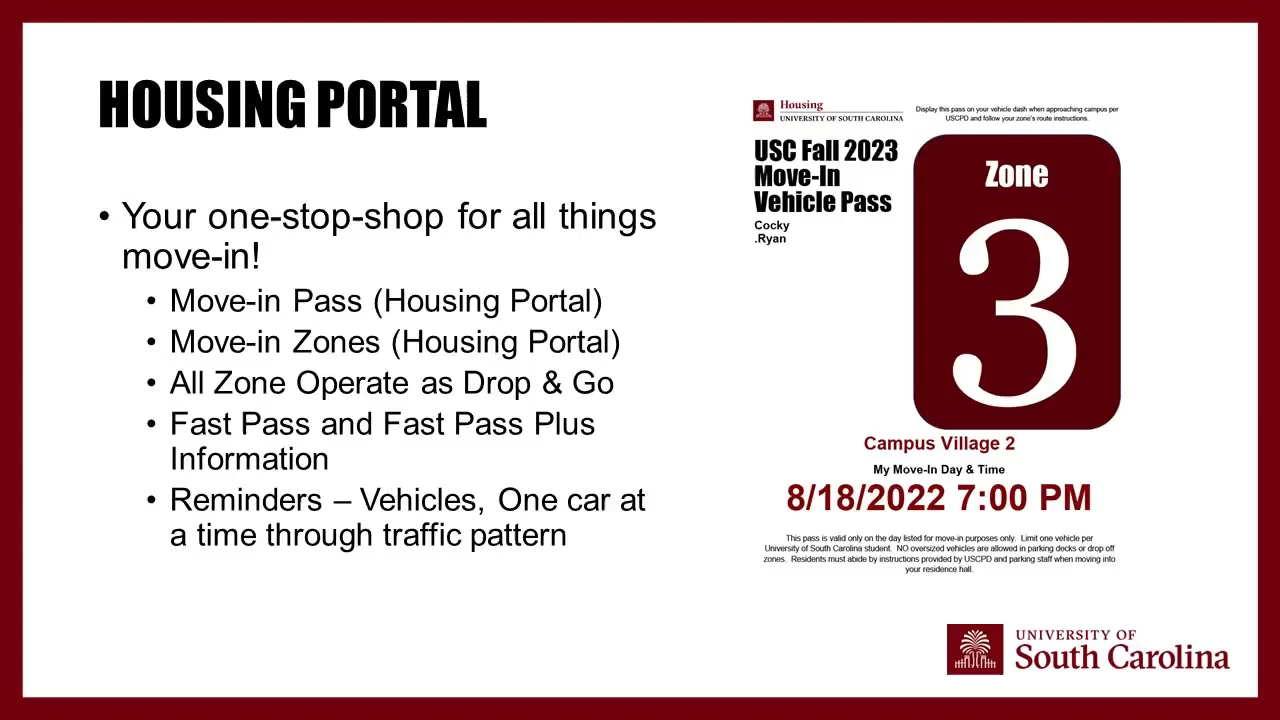 HOUSING PORTAL
• Your one-stop-shop for all things
move-in!
• Move-in Pass (Housing Portal)
• Move-in Zones (Housing Portal)
• All Zone Operate as Drop & Go
• Fast Pass and Fast Pass Plus
Information
• Reminders – Vehicles, One car at
a time through traffic pattern
Housing
UNIVERSITY OF SOUTH CAROLINA
Display this pass on your vehicle dash when approaching campus per
USCPD and follow your zone's route instructions.
USC Fall 2023
Move-In
Vehicle Pass
Cocky
.Ryan
Zone
3
Campus Village 2
My Move-In Day & Time
8/18/2022 7:00 PM
This pass is valid only on the day listed for move-in purposes only. Limit one vehicle per
University of South Carolina student. NO oversized vehicles are allowed in parking decks or drop off
zones. Residents must abide by instructions provided by USCPD and parking staff when moving into
your residence hall.
UNIVERSITY OF
South Carolina